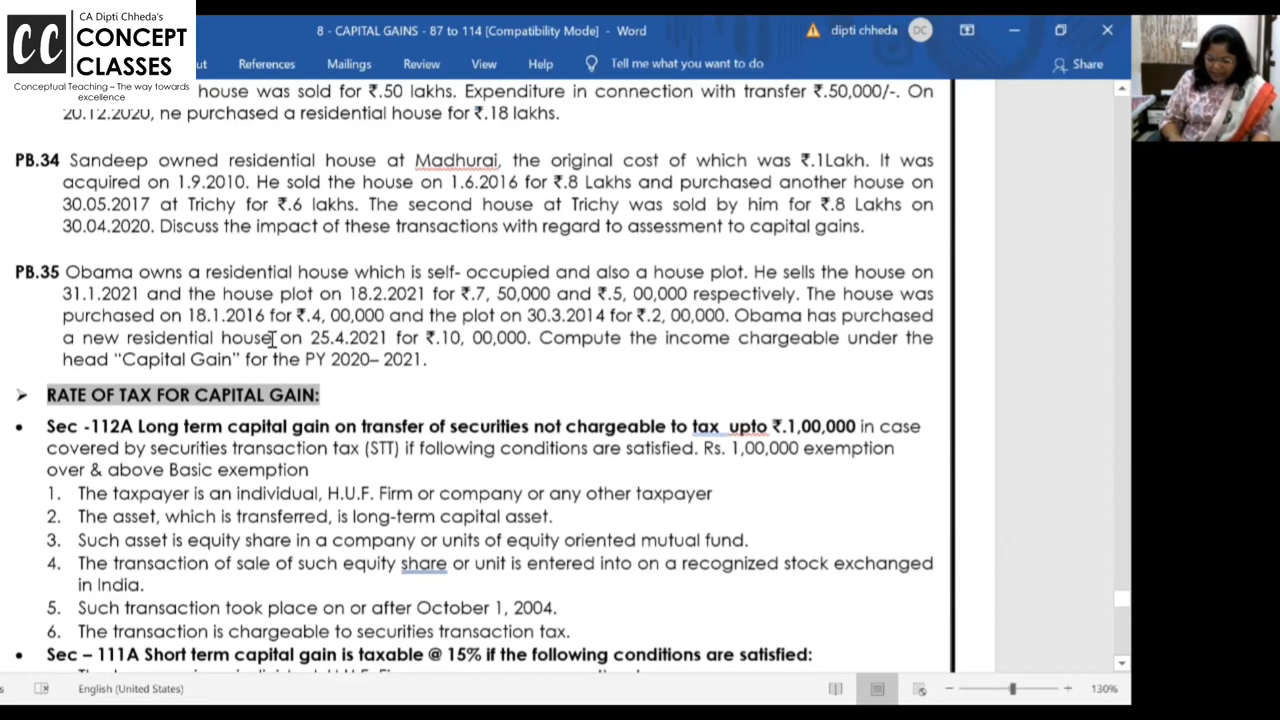 CA Dipti Chheda's
CC CONCEPT
CLASSES
Conceptual Teaching – The way towards
excellence
8 - CAPITAL GAINS - 87 to 114 [Compatibility Mode] - Word
dipti chheda DC
ut References Mailings Review View Help Tell me what you want to do Share
house was sold for ₹.50 lakhs. Expenditure in connection with transfer ₹.50,000/-. On
20.12.2020, he purchased a residential house for ₹.18 lakhs.
PB.34 Sandeep owned residential house at Madhurai, the original cost of which was ₹.1Lakh. It was
acquired on 1.9.2010. He sold the house on 1.6.2016 for ₹.8 Lakhs and purchased another house on
30.05.2017 at Trichy for ₹.6 lakhs. The second house at Trichy was sold by him for ₹.8 Lakhs on
30.04.2020. Discuss the impact of these transactions with regard to assessment to capital gains.
PB.35 Obama owns a residential house which is self- occupied and also a house plot. He sells the house on
31.1.2021 and the house plot on 18.2.2021 for ₹.7, 50,000 and ₹.5, 00,000 respectively. The house was
purchased on 18.1.2016 for ₹.4, 00,000 and the plot on 30.3.2014 for ₹.2, 00,000. Obama has purchased
a new residential house on 25.4.2021 for ₹.10, 00,000. Compute the income chargeable under the
head “Capital Gain” for the PY 2020– 2021.
➢ RATE OF TAX FOR CAPITAL GAIN:
• Sec -112A Long term capital gain on transfer of securities not chargeable to tax upto ₹.1,00,000 in case
covered by securities transaction tax (STT) if following conditions are satisfied. Rs. 1,00,000 exemption
over & above Basic exemption
1. The taxpayer is an individual, H.U.F. Firm or company or any other taxpayer
2. The asset, which is transferred, is long-term capital asset.
3. Such asset is equity share in a company or units of equity oriented mutual fund.
4. The transaction of sale of such equity share or unit is entered into on a recognized stock exchanged
in India.
5. Such transaction took place on or after October 1, 2004.
6. The transaction is chargeable to securities transaction tax.
• Sec – 111A Short term capital gain is taxable @ 15% if the following conditions are satisfied:
s English (United States) 130%